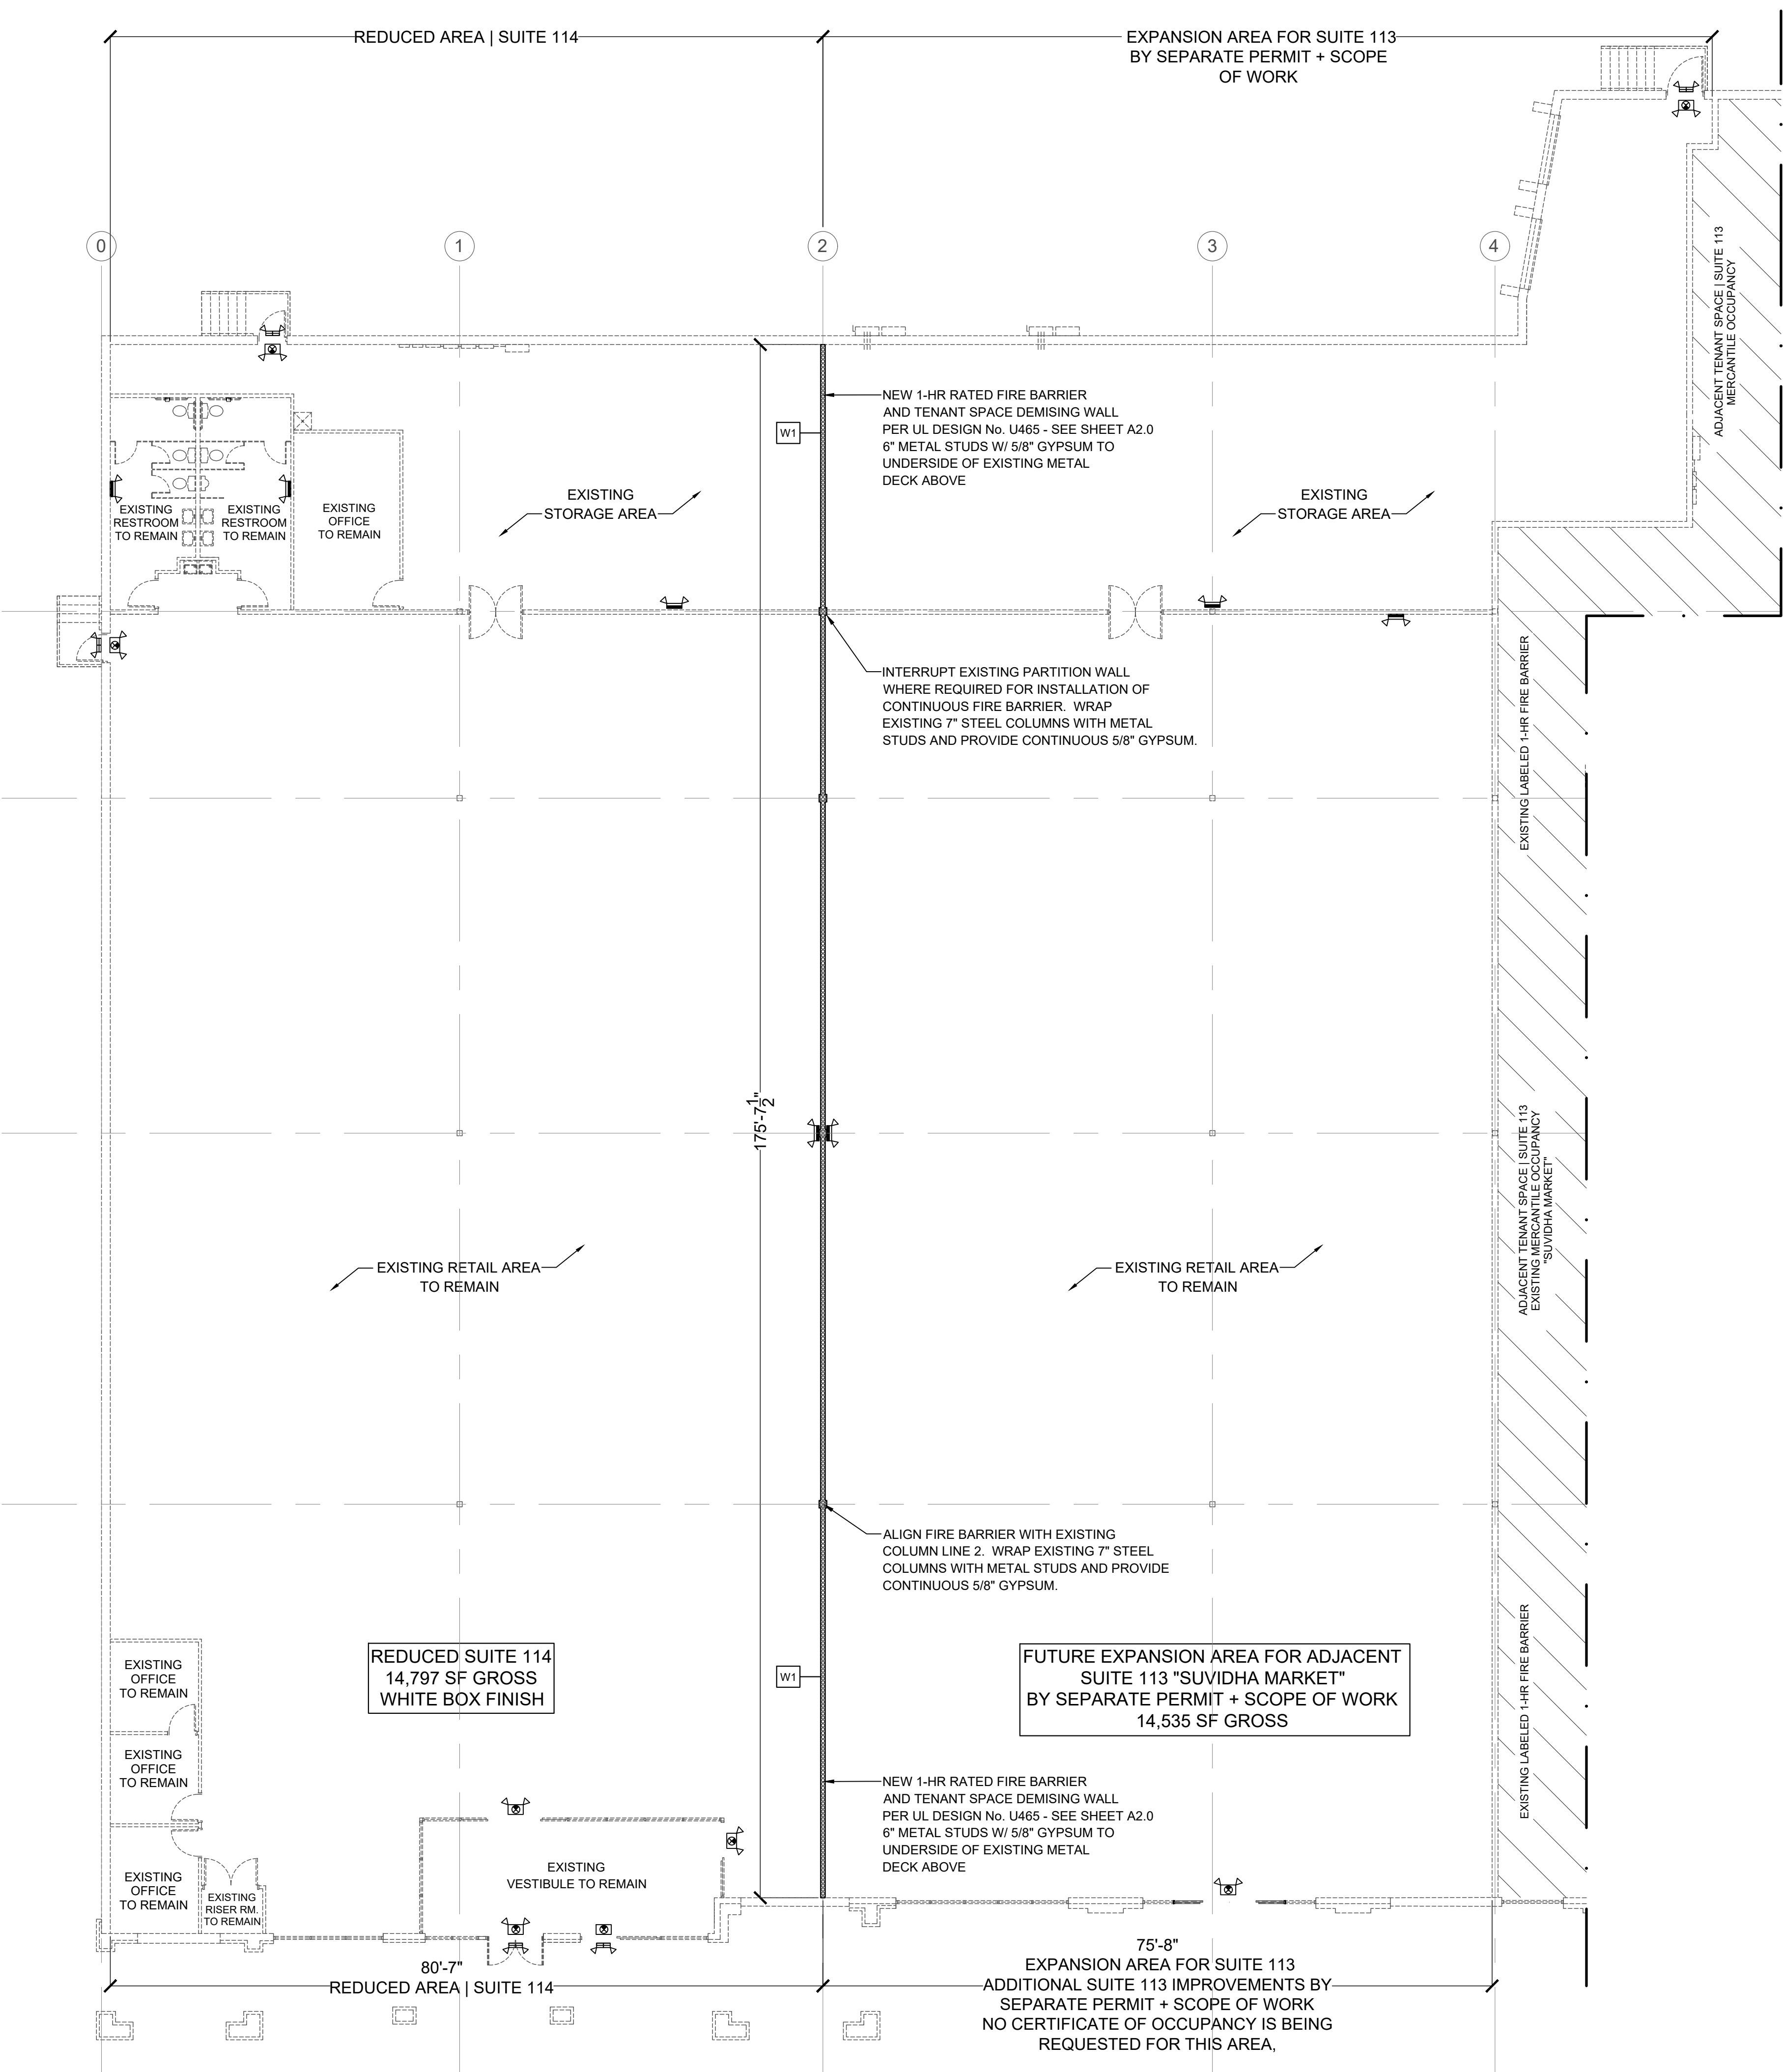 REDUCED AREA | SUITE 114
EXPANSION AREA FOR SUITE 113
BY SEPARATE PERMIT + SCOPE
OF WORK
0
1
2
3
4
ADJACENT TENANT SPACE | SUITE 113
MERCANTILE OCCUPANCY
NEW 1-HR RATED FIRE BARRIER
AND TENANT SPACE DEMISING WALL
PER UL DESIGN No. U465 - SEE SHEET A2.0
6" METAL STUDS W/ 5/8" GYPSUM TO
UNDERSIDE OF EXISTING METAL
DECK ABOVE
W1
EXISTING
RESTROOM
TO REMAIN
EXISTING
RESTROOM
TO REMAIN
EXISTING
OFFICE
TO REMAIN
EXISTING
STORAGE AREA
EXISTING
STORAGE AREA
INTERRUPT EXISTING PARTITION WALL
WHERE REQUIRED FOR INSTALLATION OF
CONTINUOUS FIRE BARRIER. WRAP
EXISTING 7" STEEL COLUMNS WITH METAL
STUDS AND PROVIDE CONTINUOUS 5/8" GYPSUM.
EXISTING LABELED 1-HR FIRE BARRIER
175'-7 1/2"
ADJACENT TENANT SPACE | SUITE 113
EXISTING MERCANTILE OCCUPANCY
"SUVIDHA MARKET"
EXISTING RETAIL AREA
TO REMAIN
EXISTING RETAIL AREA
TO REMAIN
ALIGN FIRE BARRIER WITH EXISTING
COLUMN LINE 2. WRAP EXISTING 7" STEEL
COLUMNS WITH METAL STUDS AND PROVIDE
CONTINUOUS 5/8" GYPSUM.
EXISTING
OFFICE
TO REMAIN
REDUCED SUITE 114
14,797 SF GROSS
WHITE BOX FINISH
W1
FUTURE EXPANSION AREA FOR ADJACENT
SUITE 113 "SUVIDHA MARKET"
BY SEPARATE PERMIT + SCOPE OF WORK
14,535 SF GROSS
EXISTING LABELED 1-HR FIRE BARRIER
EXISTING
OFFICE
TO REMAIN
NEW 1-HR RATED FIRE BARRIER
AND TENANT SPACE DEMISING WALL
PER UL DESIGN No. U465 - SEE SHEET A2.0
6" METAL STUDS W/ 5/8" GYPSUM TO
UNDERSIDE OF EXISTING METAL
DECK ABOVE
EXISTING
OFFICE
TO REMAIN
EXISTING
RISER RM.
TO REMAIN
EXISTING
VESTIBULE TO REMAIN
80'-7"
REDUCED AREA | SUITE 114
75'-8"
EXPANSION AREA FOR SUITE 113
ADDITIONAL SUITE 113 IMPROVEMENTS BY
SEPARATE PERMIT + SCOPE OF WORK
NO CERTIFICATE OF OCCUPANCY IS BEING
REQUESTED FOR THIS AREA,